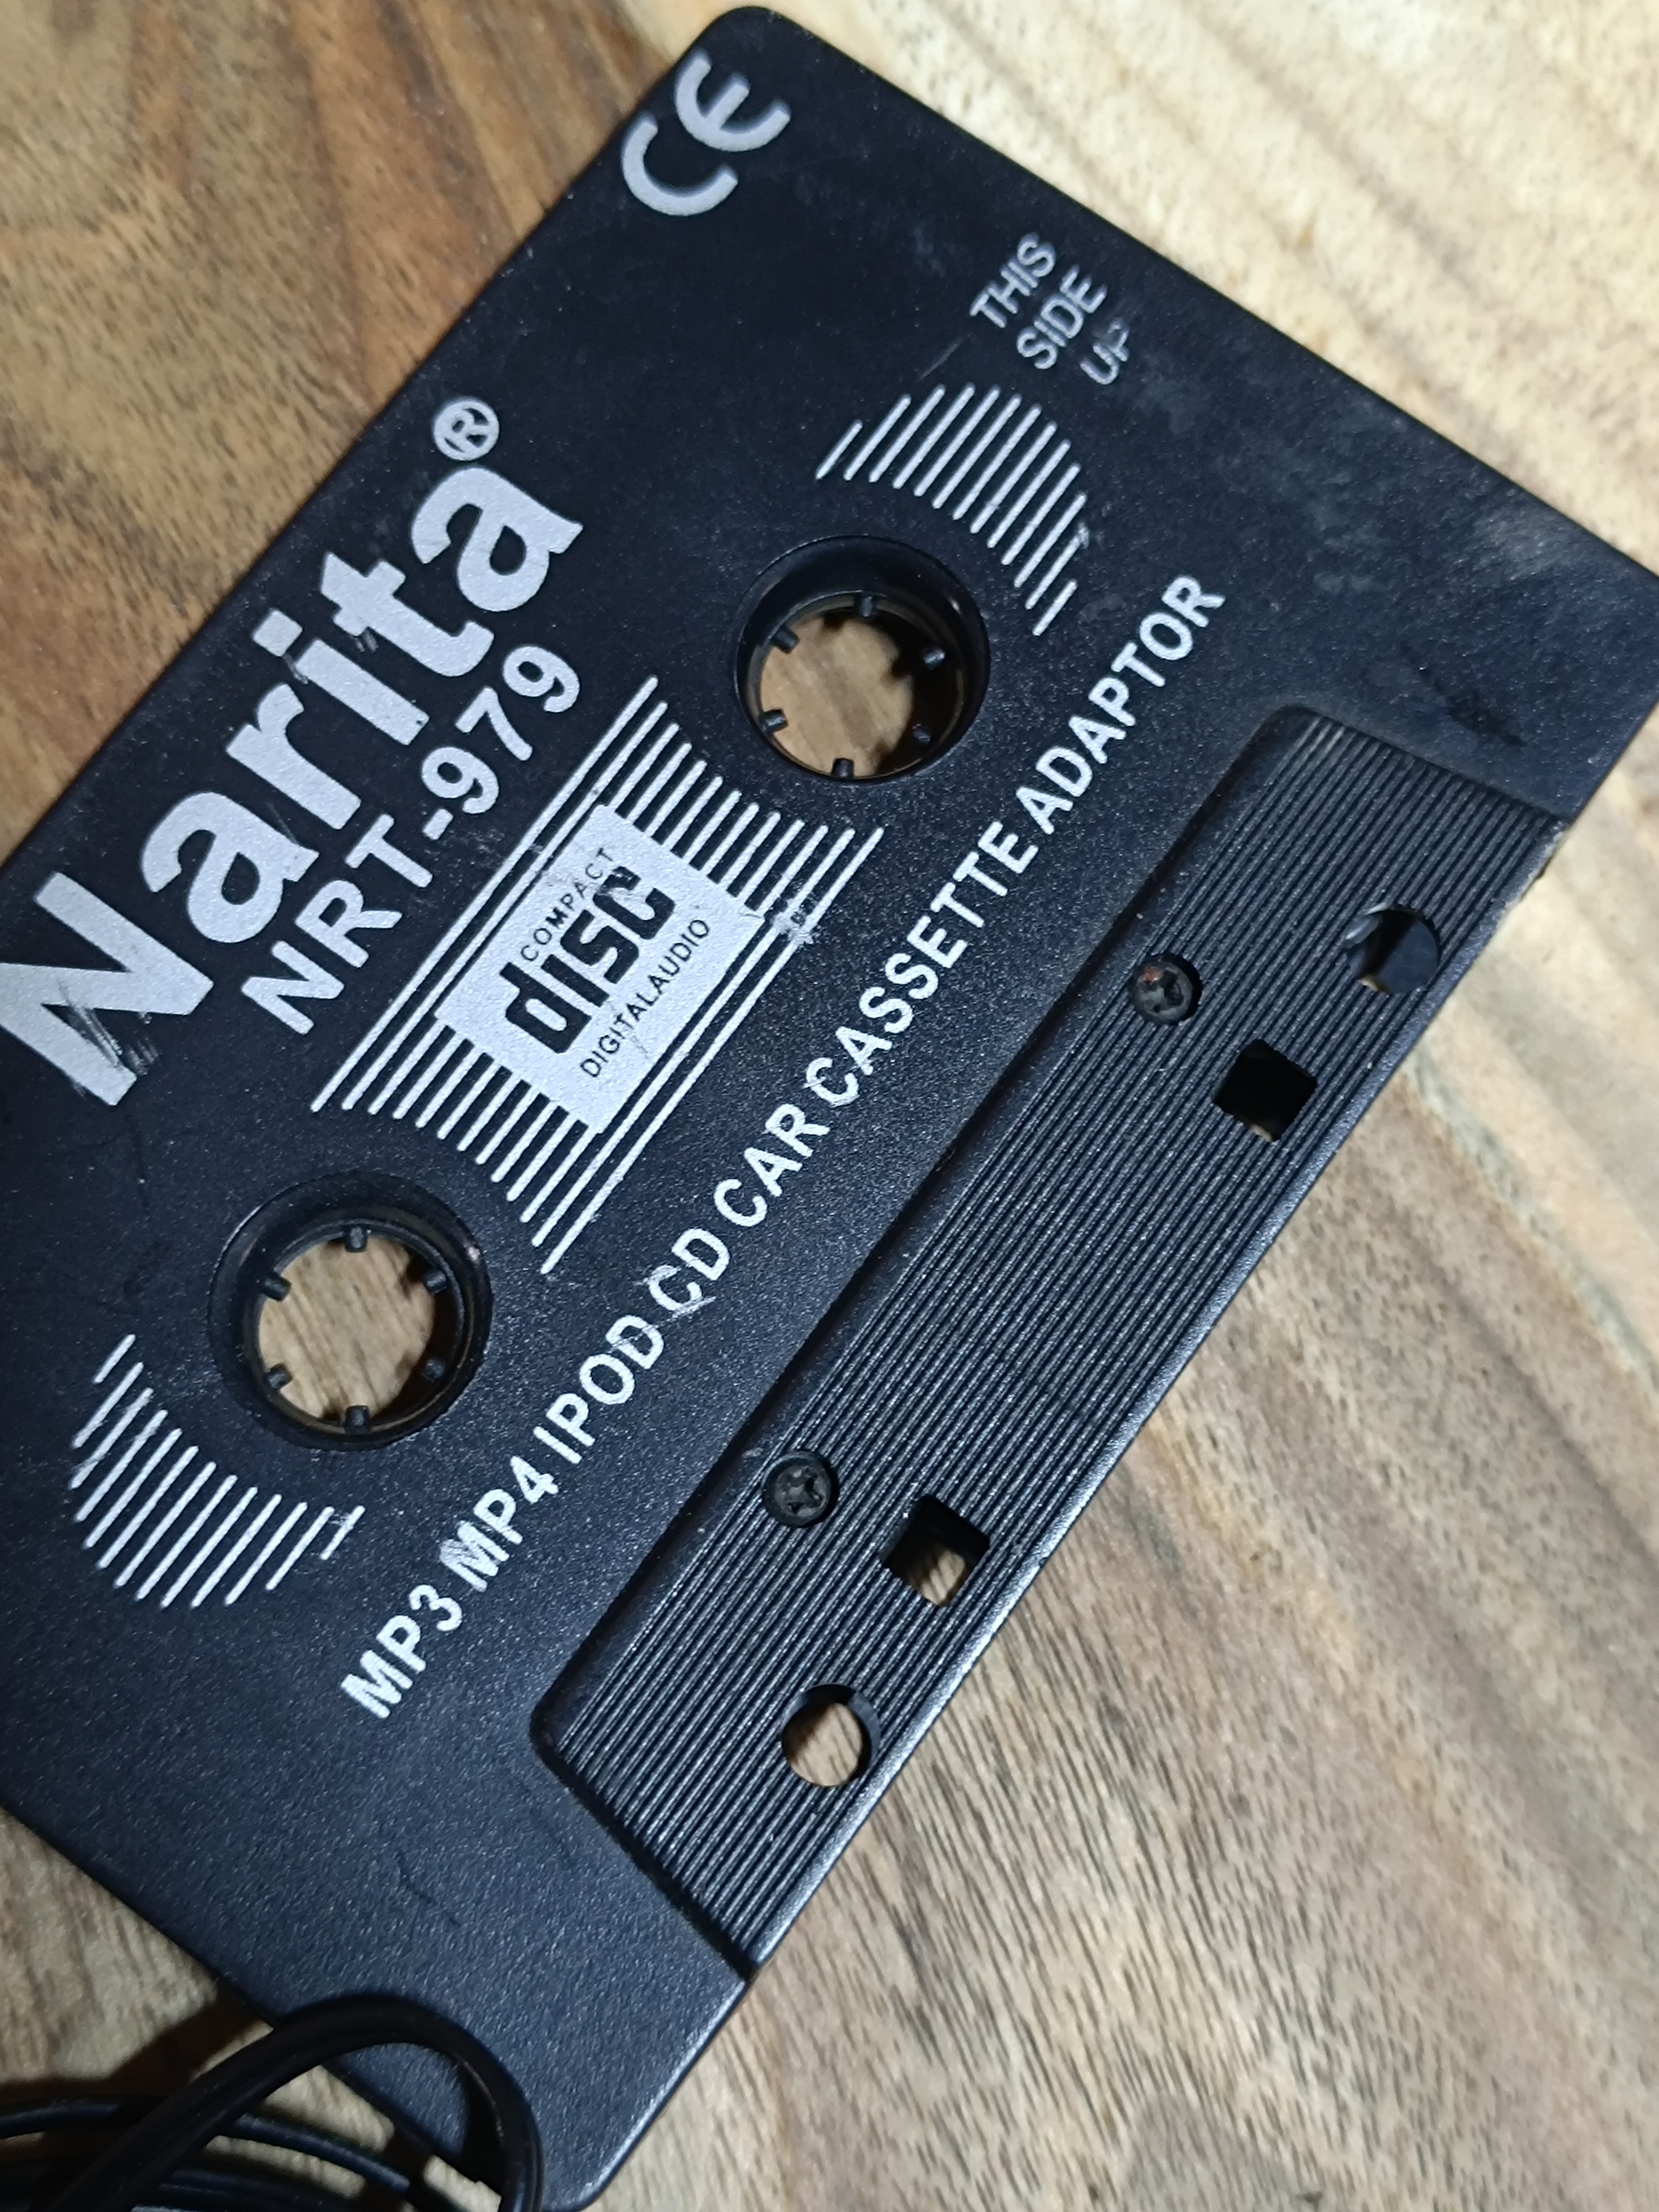 CE
THIS
SIDE
UP
Narita®
NRT-979
COMPACT
disc
DIGITAL AUDIO
MP3 MP4 IPOD CD CAR CASSETTE ADAPTOR